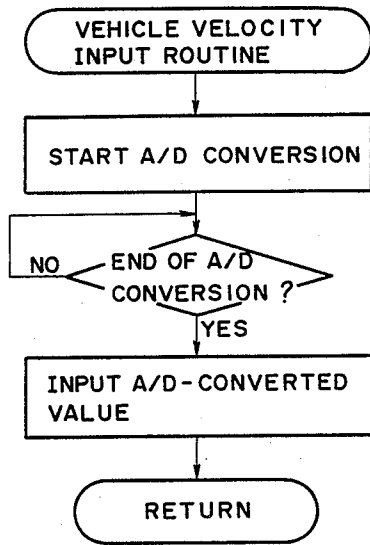 VEHICLE VELOCITY
INPUT ROUTINE
START A/D CONVERSION
NO
END OF A/D
CONVERSION ?
YES
INPUT A/D-CONVERTED
VALUE
RETURN